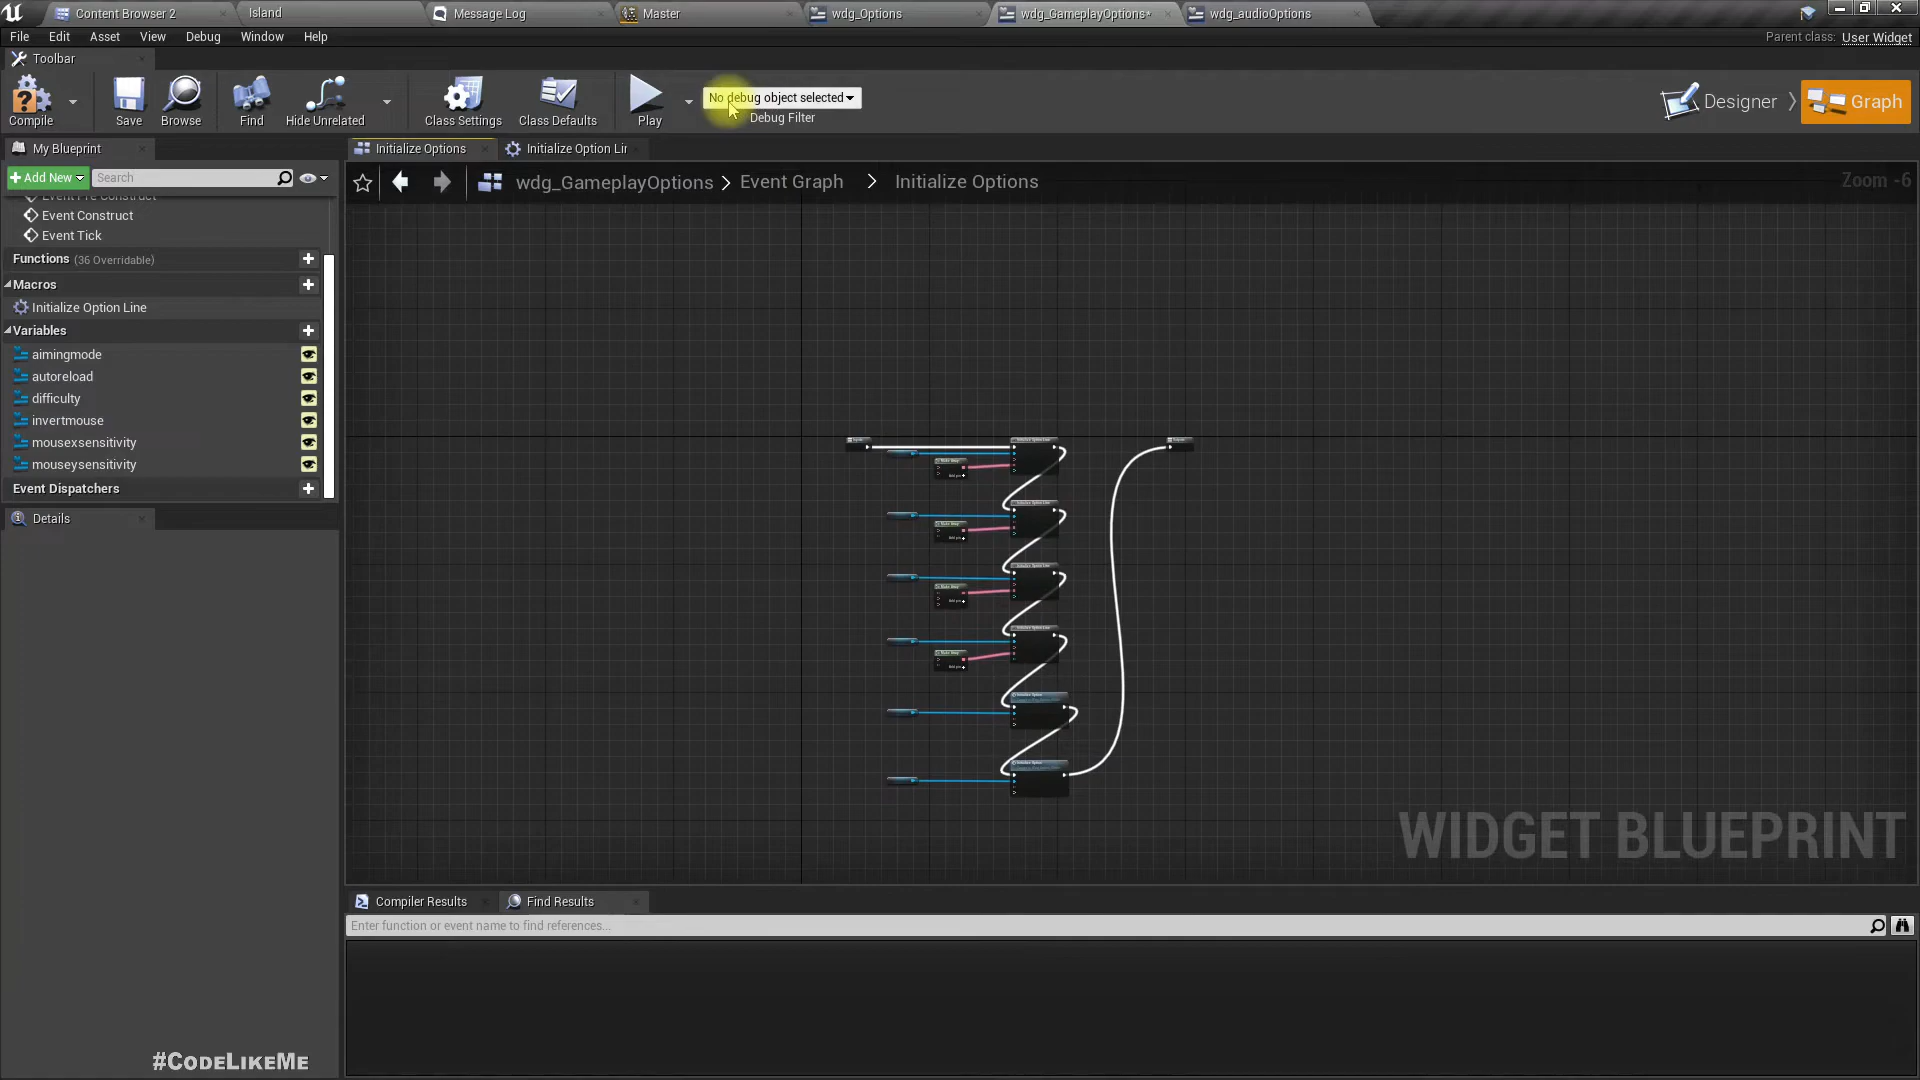 Content Browser 2
Island
Message Log
Master
wdg_Options
wdg_GameplayOptions*
wdg_audioOptions
File
Edit
Asset
View
Debug
Window
Help
Parent class: User Widget
Toolbar
Compile
Save
Browse
Find
Hide Unrelated
Class Settings
Class Defaults
Play
No debug object selected
Debug Filter
Designer
Graph
My Blueprint
Initialize Options
Initialize Option Lir
Add New
Search
wdg_GameplayOptions
Event Graph
Initialize Options
Zoom -6
Event Pre Construct
Event Construct
Event Tick
Functions (36 Overridable)
Macros
Initialize Option Line
Variables
aimingmode
autoreload
difficulty
invertmouse
mousexsensitivity
mouseysensitivity
Event Dispatchers
Details
WIDGET BLUEPRINT
Compiler Results
Find Results
Enter function or event name to find references...
#CodeLikeMe